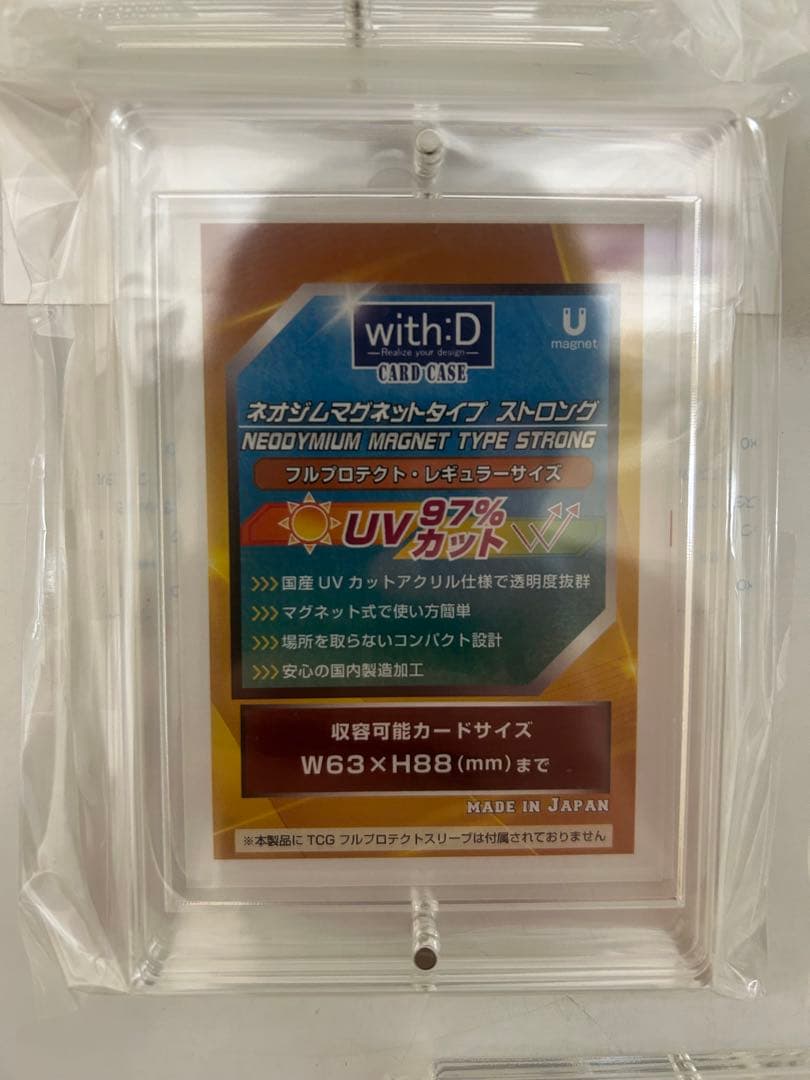 with:D
Realize your design
CARD CASE
magnet
ネオジムマグネットタイプ ストロング
NEODYMIUM MAGNET TYPE STRONG
フルプロテクト・レギュラーサイズ
UV 97%カット
>>>国産UVカットアクリル仕様で透明度抜群
>>>マグネット式で使い方簡単
>>>場所を取らないコンパクト設計
>>>安心の国内製造加工
収容可能カードサイズ
W63×H88(mm)まで
MADE IN JAPAN
※本製品にTCGフルプロテクトスリーブは付属されておりません